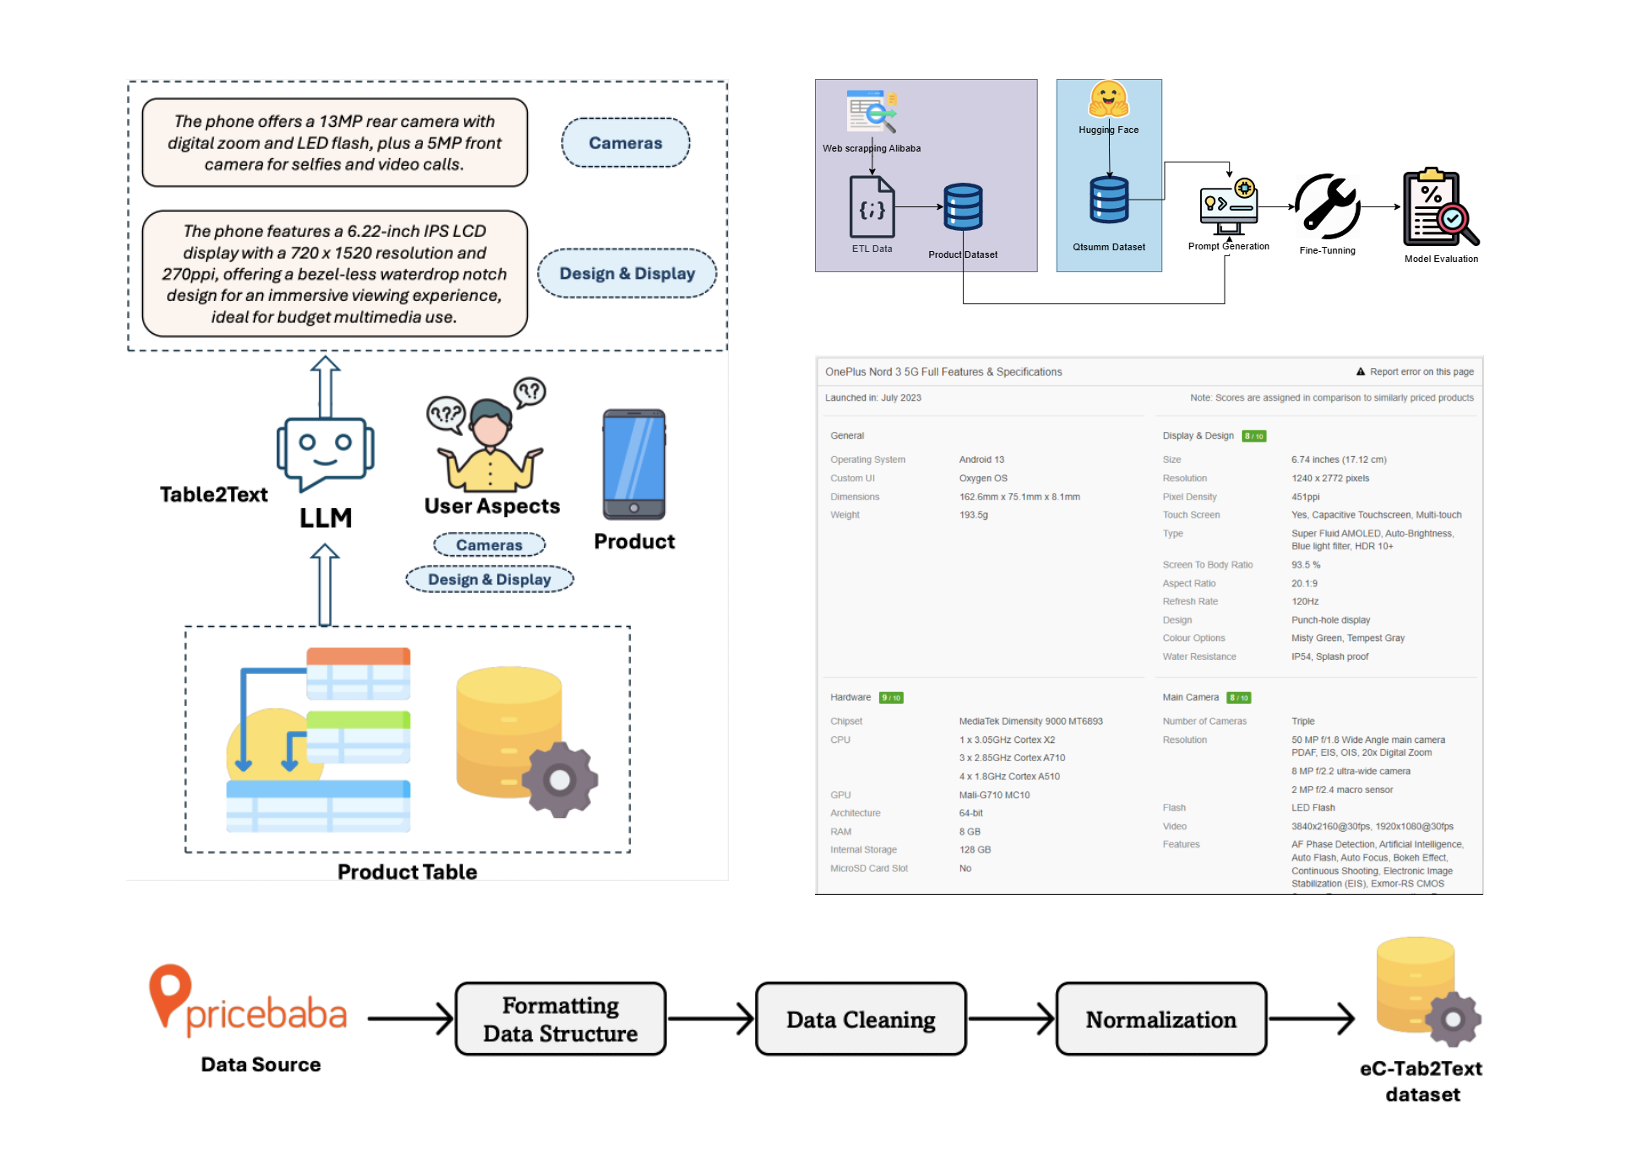 The phone offers a 13MP rear camera with
digital zoom and LED flash, plus a 5MP front
camera for selfies and video calls.
Cameras
The phone features a 6.22-inch IPS LCD
display with a 720 x 1520 resolution and
270ppi, offering a bezel-less waterdrop notch
design for an immersive viewing experience,
ideal for budget multimedia use.
Design & Display
Table2Text
LLM
???
??
User Aspects
Cameras
Design & Display
Product
Product Table
Web scrapping Alibaba
{;}
ETL Data
Product Dataset
Hugging Face
Qtsumm Dataset
Prompt Generation
Fine-Tunning
%
Model Evaluation
OnePlus Nord 3 5G Full Features & Specifications
Report error on this page
Launched in: July 2023
Note: Scores are assigned in comparison to similarly priced products
General
Operating System Android 13
Custom UI Oxygen OS
Dimensions 162.6mm x 75.1mm x 8.1mm
Weight 193.5g
Display & Design 8 / 10
Size 6.74 inches (17.12 cm)
Resolution 1240 x 2772 pixels
Pixel Density 451ppi
Touch Screen Yes, Capacitive Touchscreen, Multi-touch
Type Super Fluid AMOLED, Auto-Brightness,
Blue light filter, HDR 10+
Screen To Body Ratio 93.5 %
Aspect Ratio 20.1:9
Refresh Rate 120Hz
Design Punch-hole display
Colour Options Misty Green, Tempest Gray
Water Resistance IP54, Splash proof
Hardware 9 / 10
Chipset MediaTek Dimensity 9000 MT6893
CPU 1 x 3.05GHz Cortex X2
3 x 2.85GHz Cortex A710
4 x 1.8GHz Cortex A510
GPU Mali-G710 MC10
Architecture 64-bit
RAM 8 GB
Internal Storage 128 GB
MicroSD Card Slot No
Main Camera 8 / 10
Number of Cameras Triple
Resolution 50 MP f/1.8 Wide Angle main camera
PDAF, EIS, OIS, 20x Digital Zoom
8 MP f/2.2 ultra-wide camera
2 MP f/2.4 macro sensor
Flash LED Flash
Video 3840x2160@30fps, 1920x1080@30fps
Features AF Phase Detection, Artificial Intelligence,
Auto Flash, Auto Focus, Bokeh Effect,
Continuous Shooting, Electronic Image
Stabilization (EIS), Exmor-RS CMOS
pricebaba
Data Source
Formatting
Data Structure
Data Cleaning
Normalization
eC-Tab2Text
dataset